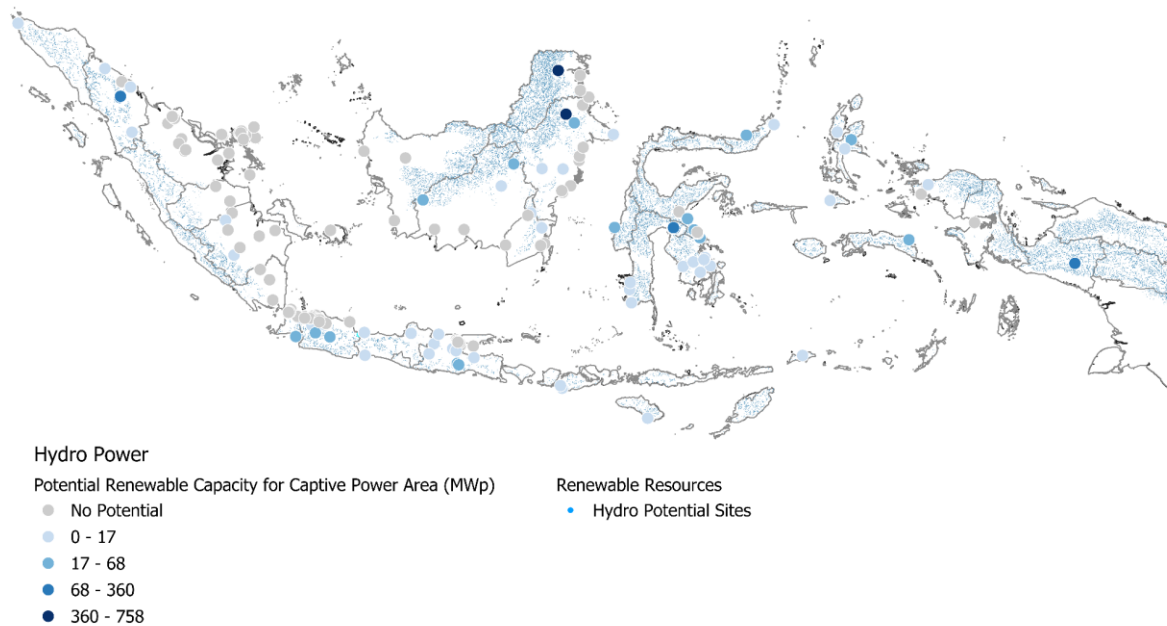 Hydro Power
Potential Renewable Capacity for Captive Power Area (MWp)
No Potential
0 - 17
17 - 68
68 - 360
360 - 758
Renewable Resources
Hydro Potential Sites